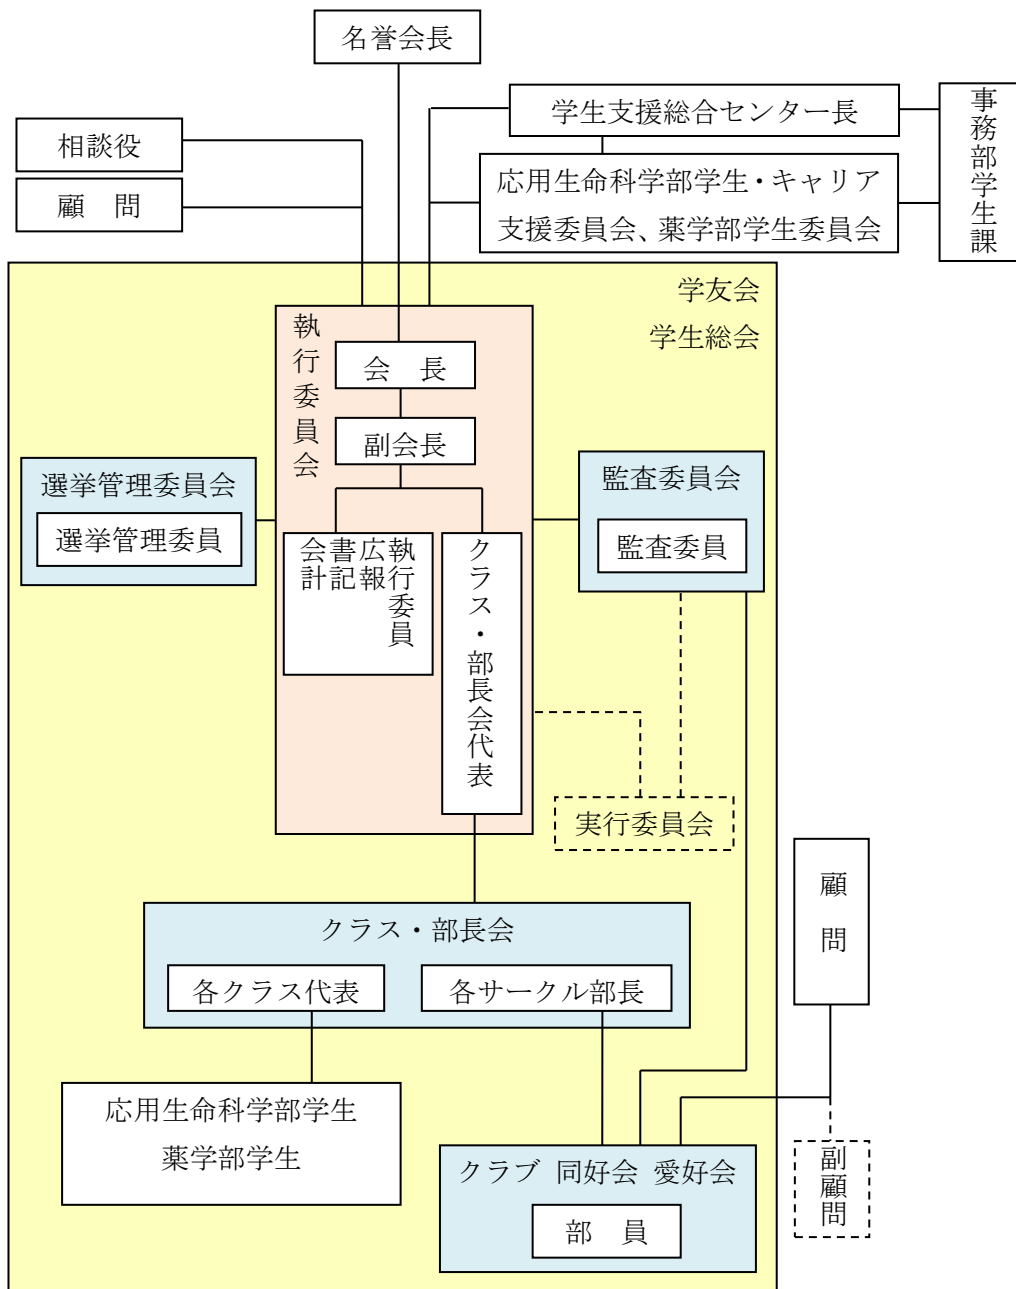 名誉会長
学生支援総合センター長
事務部学生課
相談役
顧　問
応用生命科学部学生・キャリア
支援委員会、薬学部学生委員会
学友会
学生総会
執行委員会
会　長
副会長
選挙管理委員会
選挙管理委員
監査委員会
監査委員
執行委員
広報
書記
会計
クラス・部長会代表
実行委員会
顧　問
クラス・部長会
各クラス代表
各サークル部長
応用生命科学部学生
薬学部学生
クラブ 同好会 愛好会
部　員
副顧問